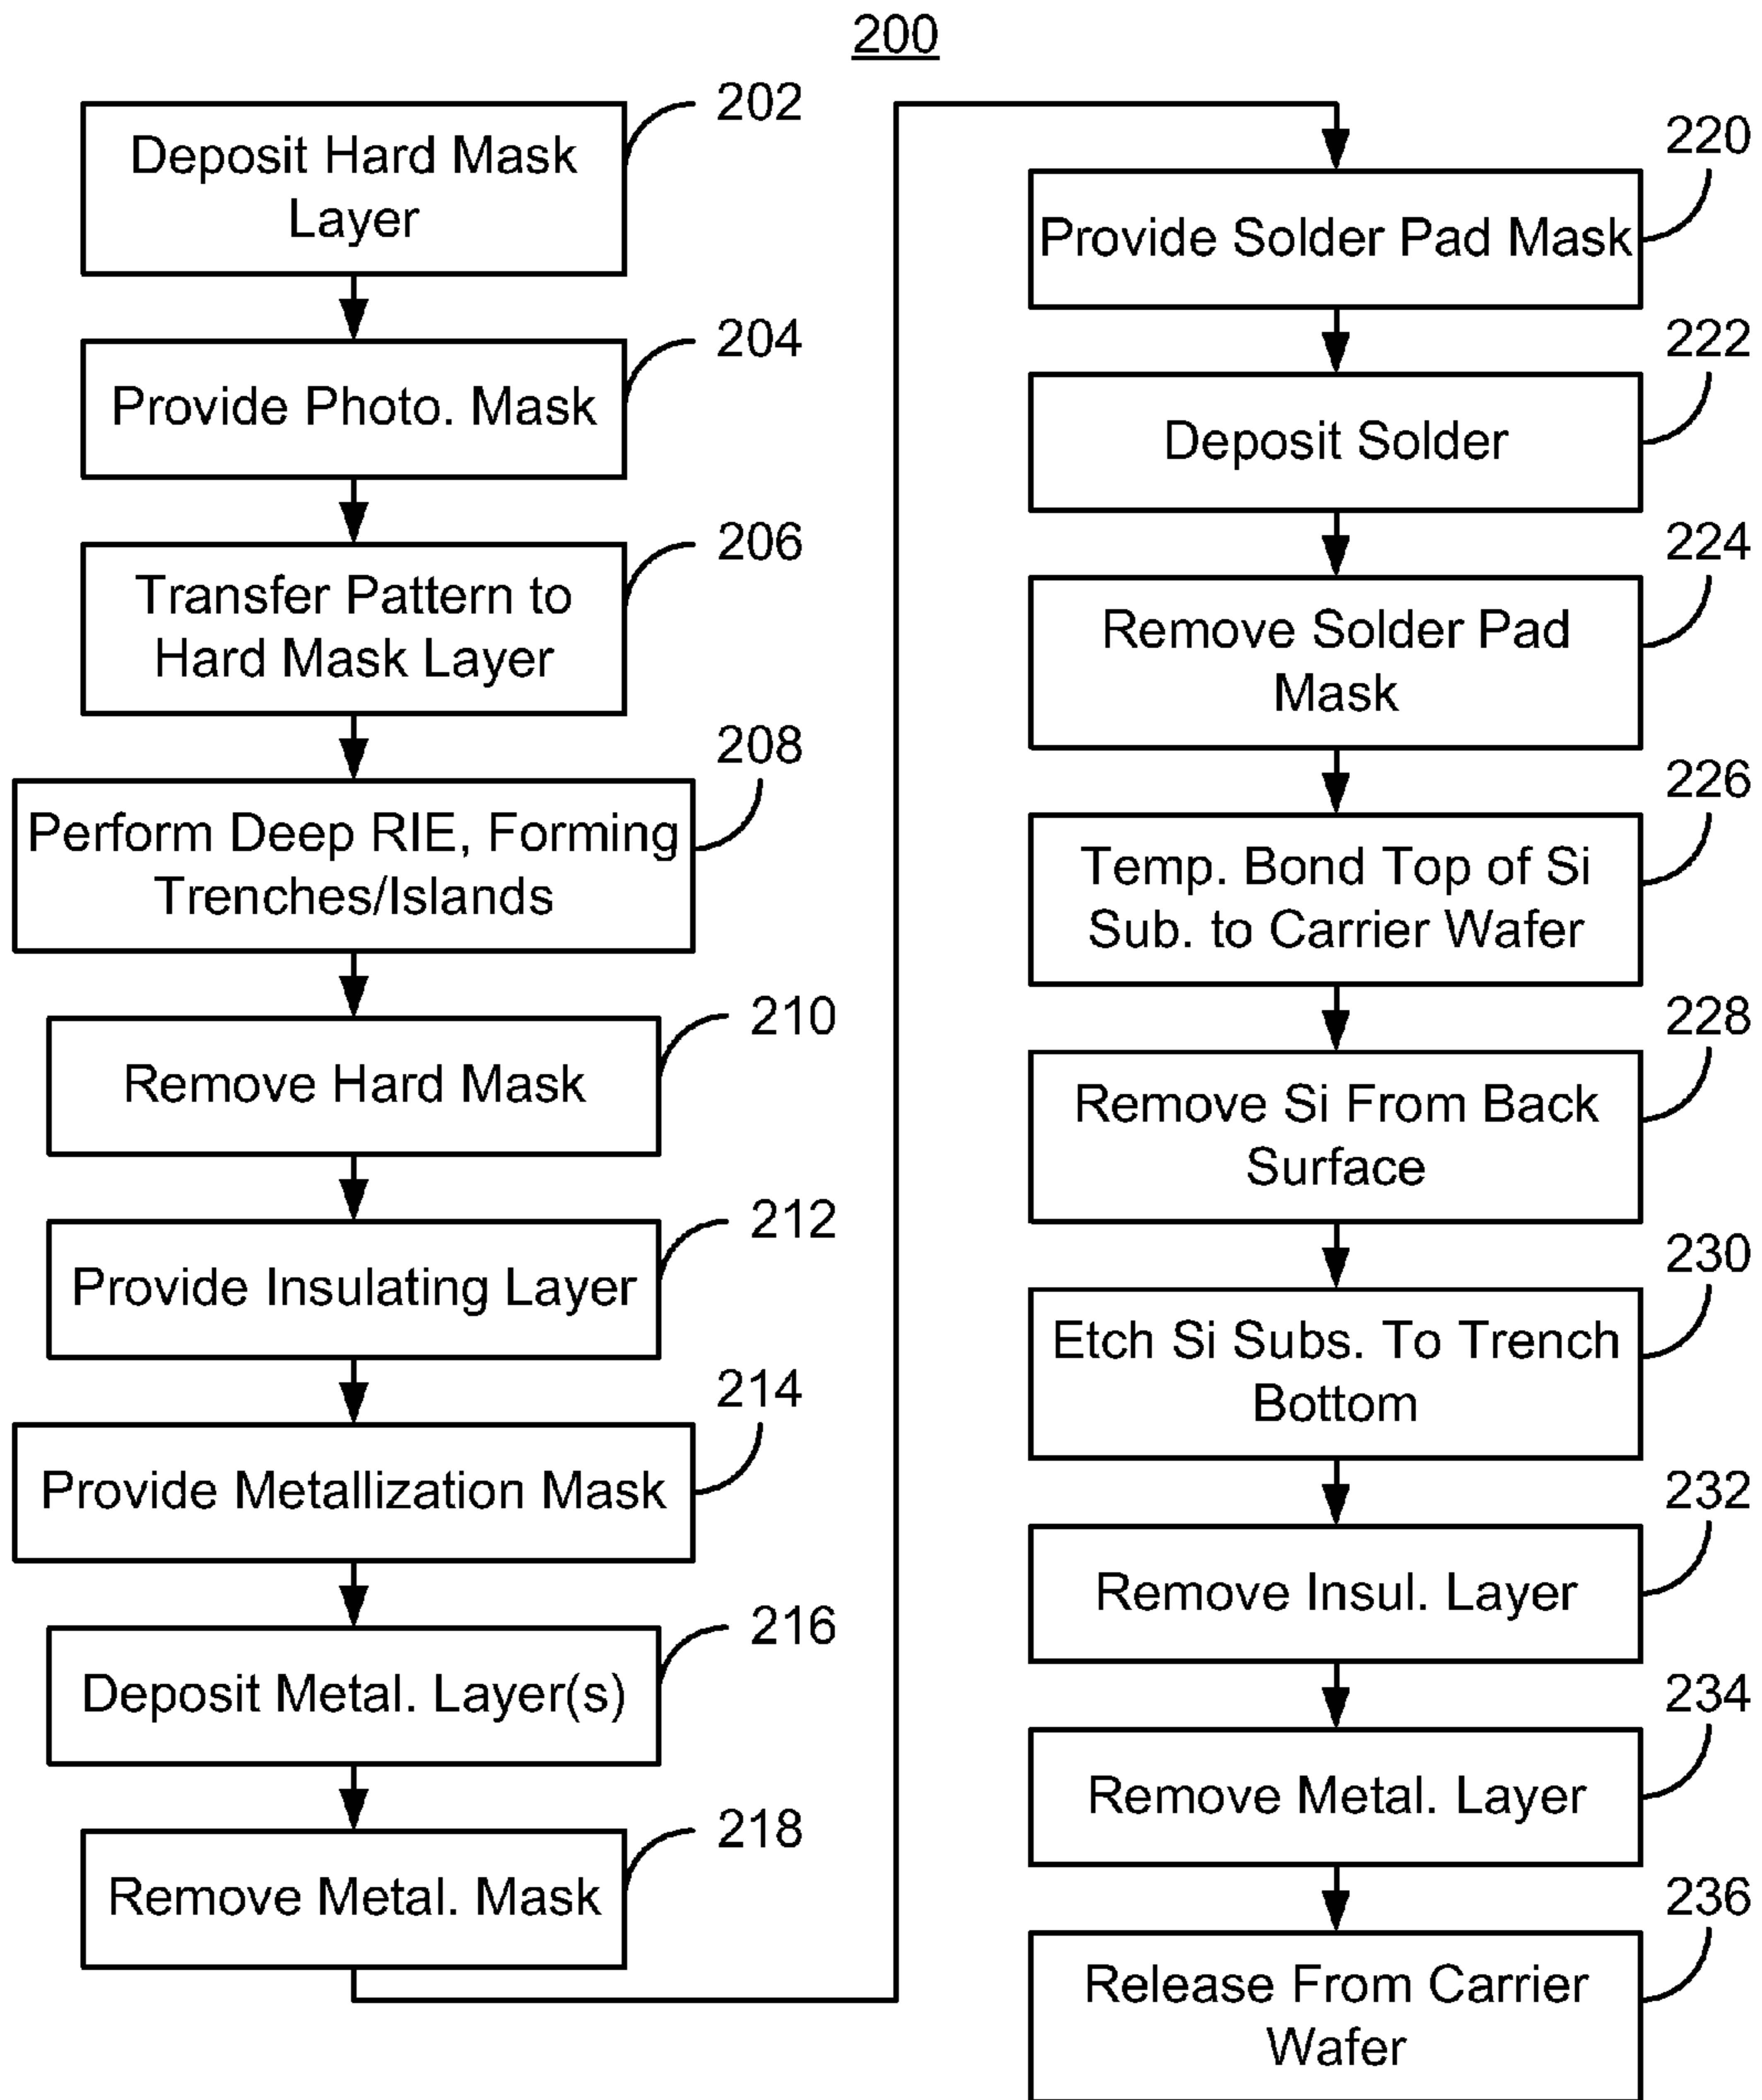 200
202
Deposit Hard Mask
Layer
204
Provide Photo. Mask
206
Transfer Pattern to
Hard Mask Layer
208
Perform Deep RIE, Forming
Trenches/Islands
210
Remove Hard Mask
212
Provide Insulating Layer
214
Provide Metallization Mask
216
Deposit Metal. Layer(s)
218
Remove Metal. Mask
220
Provide Solder Pad Mask
222
Deposit Solder
224
Remove Solder Pad
Mask
226
Temp. Bond Top of Si
Sub. to Carrier Wafer
228
Remove Si From Back
Surface
230
Etch Si Subs. To Trench
Bottom
232
Remove Insul. Layer
234
Remove Metal. Layer
236
Release From Carrier
Wafer